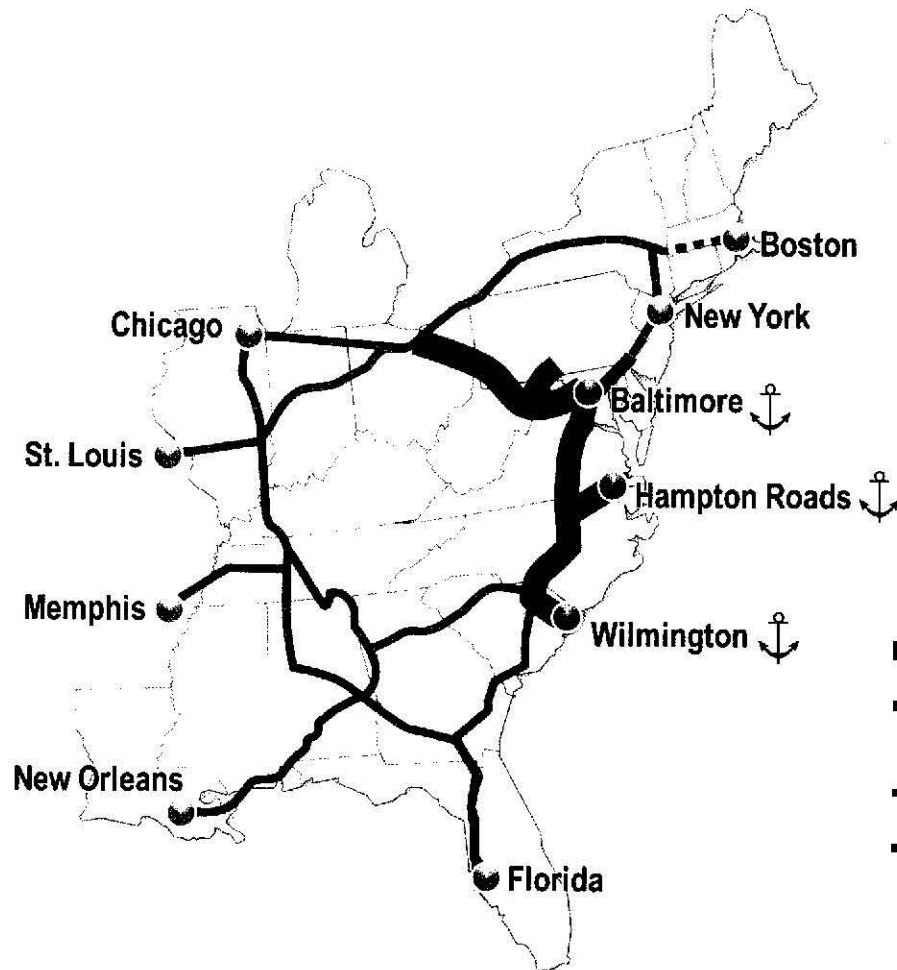 Boston
New York
Chicago
Baltimore
St. Louis
Hampton Roads
Memphis
Wilmington
New Orleans
Florida